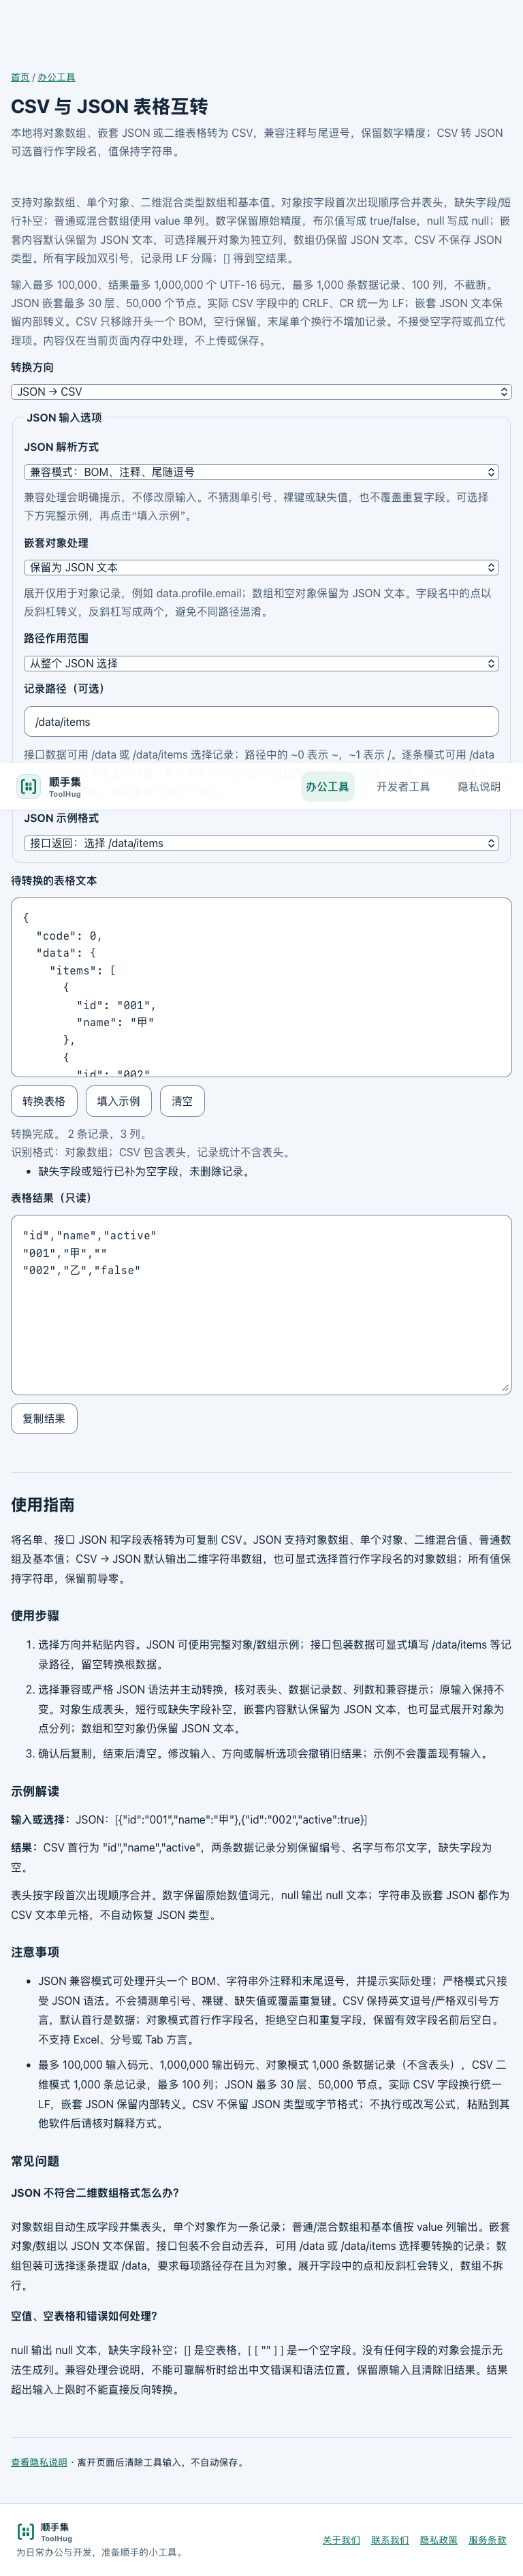 首页 / 办公工具
CSV 与 JSON 表格互转
本地将对象数组、嵌套 JSON 或二维表格转为 CSV，兼容注释与尾逗号，保留数字精度；CSV 转 JSON
可选首行作字段名，值保持字符串。
支持对象数组、单个对象、二维混合类型数组和基本值。对象按字段首次出现顺序合并表头，缺失字段/短
行补空；普通或混合数组使用 value 单列。数字保留原始精度，布尔值写成 true/false，null 写成 null；嵌
套内容默认保留为 JSON 文本，可选择展开对象为独立列，数组仍保留 JSON 文本。CSV 不保存 JSON
类型。所有字段加双引号，记录用 LF 分隔；[] 得到空结果。
输入最多 100,000、结果最多 1,000,000 个 UTF-16 码元，最多 1,000 条数据记录、100 列，不截断。
JSON 嵌套最多 30 层、50,000 个节点。实际 CSV 字段中的 CRLF、CR 统一为 LF；嵌套 JSON 文本保
留内部转义。CSV 只移除开头一个 BOM，空行保留，末尾单个换行不增加记录。不接受空字符或孤立代
理项。内容仅在当前页面内存中处理，不上传或保存。
转换方向
JSON → CSV
JSON 输入选项
JSON 解析方式
兼容模式：BOM、注释、尾随逗号
兼容处理会明确提示，不修改原输入。不猜测单引号、裸键或缺失值，也不覆盖重复字段。可选择
下方完整示例，再点击“填入示例”。
嵌套对象处理
保留为 JSON 文本
展开仅用于对象记录，例如 data.profile.email；数组和空对象保留为 JSON 文本。字段名中的点以
反斜杠转义，反斜杠写成两个，避免不同路径混淆。
路径作用范围
从整个 JSON 选择
记录路径（可选）
/data/items
接口数据可用 /data 或 /data/items 选择记录；路径中的 ~0 表示 ~，~1 表示 /。逐条模式可用 /data
顺手集
ToolHug
办公工具
开发者工具
隐私说明
JSON 示例格式
接口返回：选择 /data/items
待转换的表格文本
{
"code": 0,
"data": {
"items": [
{
"id": "001",
"name": "甲"
},
{
"id": "002"
转换表格
填入示例
清空
转换完成。 2 条记录，3 列。
识别格式：对象数组；CSV 包含表头，记录统计不含表头。
• 缺失字段或短行已补为空字段，未删除记录。
表格结果（只读）
"id","name","active"
"001","甲",""
"002","乙","false"
复制结果
使用指南
将名单、接口 JSON 和字段表格转为可复制 CSV。JSON 支持对象数组、单个对象、二维混合值、普通数
组及基本值；CSV → JSON 默认输出二维字符串数组，也可显式选择首行作字段名的对象数组；所有值保
持字符串，保留前导零。
使用步骤
1. 选择方向并粘贴内容。JSON 可使用完整对象/数组示例；接口包装数据可显式填写 /data/items 等记
录路径，留空转换根数据。
2. 选择兼容或严格 JSON 语法并主动转换，核对表头、数据记录数、列数和兼容提示；原输入保持不
变。对象生成表头，短行或缺失字段补空，嵌套内容默认保留为 JSON 文本，也可显式展开对象为
点分列；数组和空对象仍保留 JSON 文本。
3. 确认后复制，结束后清空。修改输入、方向或解析选项会撤销旧结果；示例不会覆盖现有输入。
示例解读
输入或选择：JSON：[{"id":"001","name":"甲"},{"id":"002","active":true}]
结果：CSV 首行为 "id","name","active"，两条数据记录分别保留编号、名字与布尔文字，缺失字段为
空。
表头按字段首次出现顺序合并。数字保留原始数值词元，null 输出 null 文本；字符串及嵌套 JSON 都作为
CSV 文本单元格，不自动恢复 JSON 类型。
注意事项
• JSON 兼容模式可处理开头一个 BOM、字符串外注释和末尾逗号，并提示实际处理；严格模式只接
受 JSON 语法。不会猜测单引号、裸键、缺失值或覆盖重复键。CSV 保持英文逗号/严格双引号方
言，默认首行是数据；对象模式首行作字段名，拒绝空白和重复字段，保留有效字段名前后空白。
不支持 Excel、分号或 Tab 方言。
• 最多 100,000 输入码元、1,000,000 输出码元、对象模式 1,000 条数据记录（不含表头），CSV 二
维模式 1,000 条总记录，最多 100 列；JSON 最多 30 层、50,000 节点。实际 CSV 字段换行统一
LF，嵌套 JSON 保留内部转义。CSV 不保留 JSON 类型或字节格式；不执行或改写公式，粘贴到其
他软件后请核对解释方式。
常见问题
JSON 不符合二维数组格式怎么办？
对象数组自动生成字段并集表头，单个对象作为一条记录；普通/混合数组和基本值按 value 列输出。嵌套
对象/数组以 JSON 文本保留。接口包装不会自动丢弃，可用 /data 或 /data/items 选择要转换的记录；数
组包装可选择逐条提取 /data，要求每项路径存在且为对象。展开字段中的点和反斜杠会转义，数组不拆
行。
空值、空表格和错误如何处理？
null 输出 null 文本，缺失字段补空；[] 是空表格，[ [ "" ] ] 是一个空字段。没有任何字段的对象会提示无
法生成列。兼容处理会说明，不能可靠解析时给出中文错误和语法位置，保留原输入且清除旧结果。结果
超出输入上限时不能直接反向转换。
查看隐私说明 · 离开页面后清除工具输入，不自动保存。
顺手集
ToolHug
为日常办公与开发，准备顺手的小工具。
关于我们
联系我们
隐私政策
服务条款